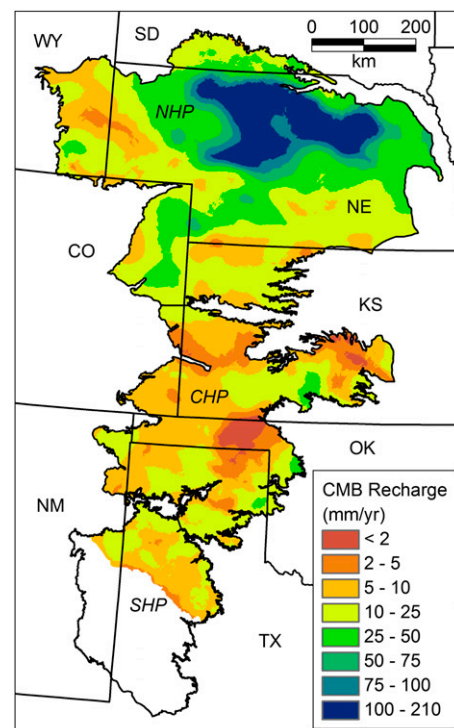 WY
SD
0 100 200
km
NHP
NE
CO
KS
CHP
OK
NM
SHP
TX
CMB Recharge
(mm/yr)
< 2
2 - 5
5 - 10
10 - 25
25 - 50
50 - 75
75 - 100
100 - 210